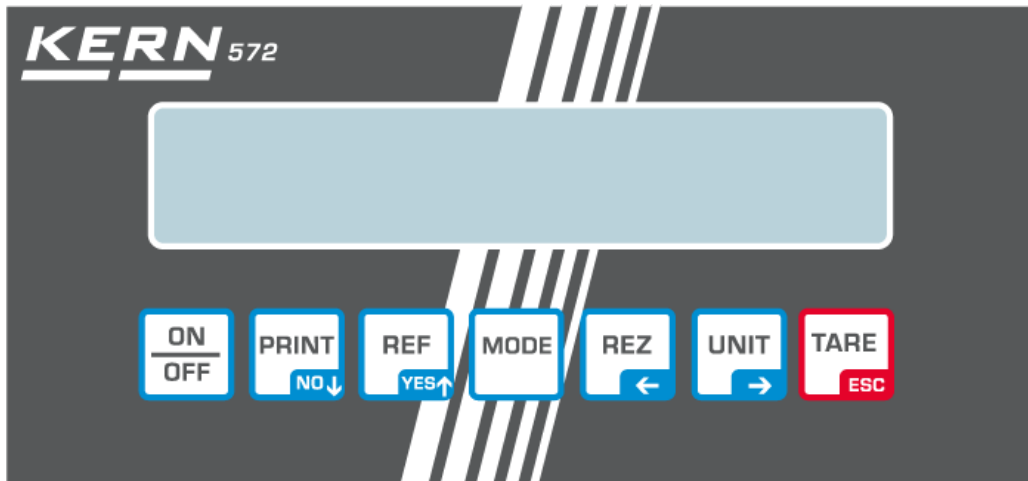 KERN 572
ON
OFF
PRINT
NO↓
REF
YES↑
MODE
REZ
←
UNIT
→
TARE
ESC